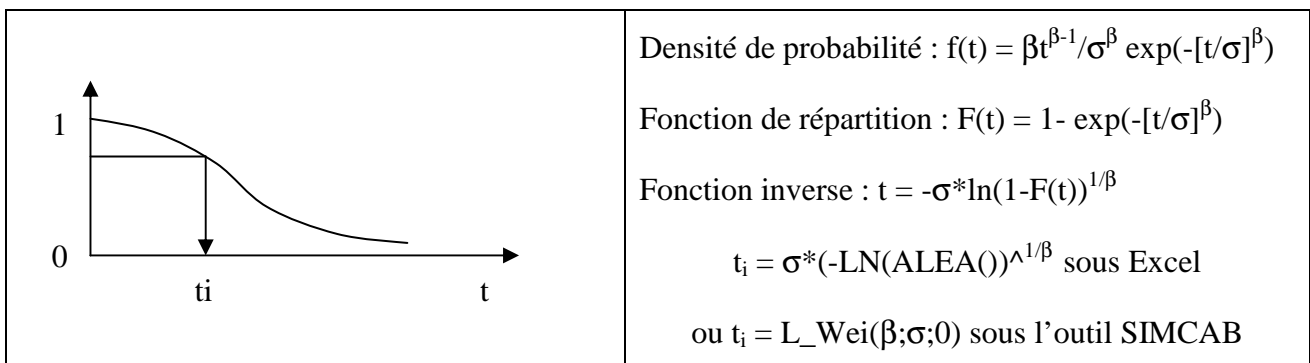 1
0
ti
t
Densité de probabilité : f(t) = βt^{β-1}/σ^β exp(-[t/σ]^β)
Fonction de répartition : F(t) = 1- exp(-[t/σ]^β)
Fonction inverse : t = -σ*ln(1-F(t))^{1/β}
t_i = σ*(-LN(ALEA())^^{1/β} sous Excel
ou t_i = L_Wei(β;σ;0) sous l’outil SIMCAB